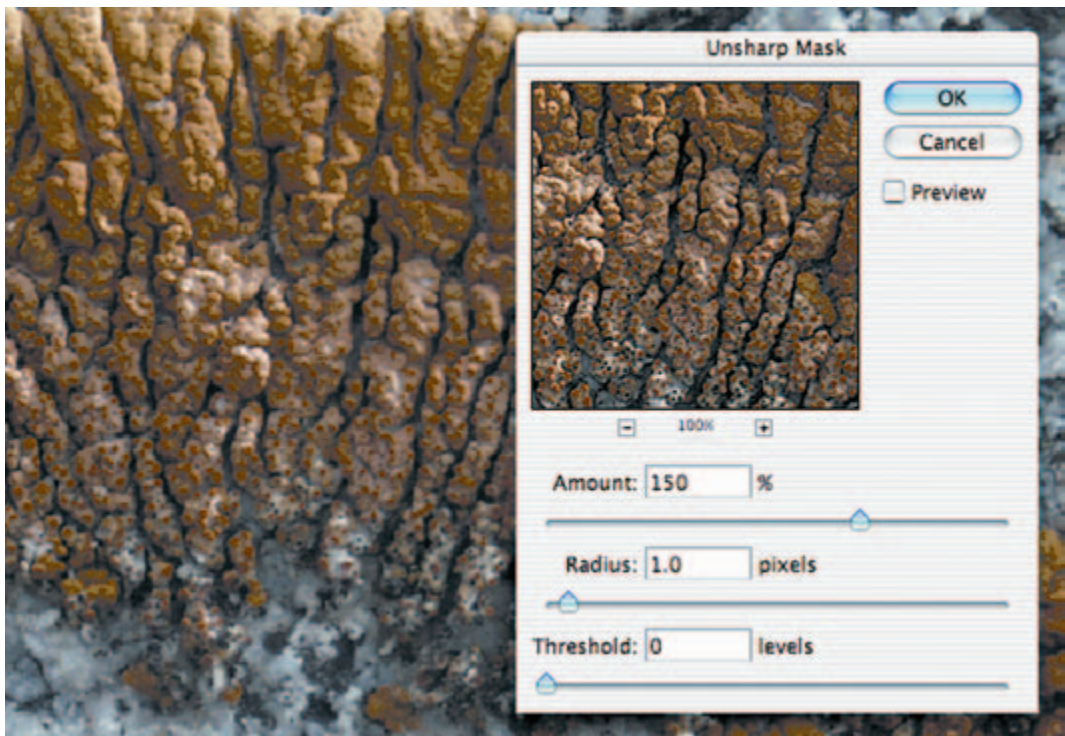 Unsharp Mask
OK
Cancel
Preview
100%
Amount: 150 %
Radius: 1.0 pixels
Threshold: 0 levels